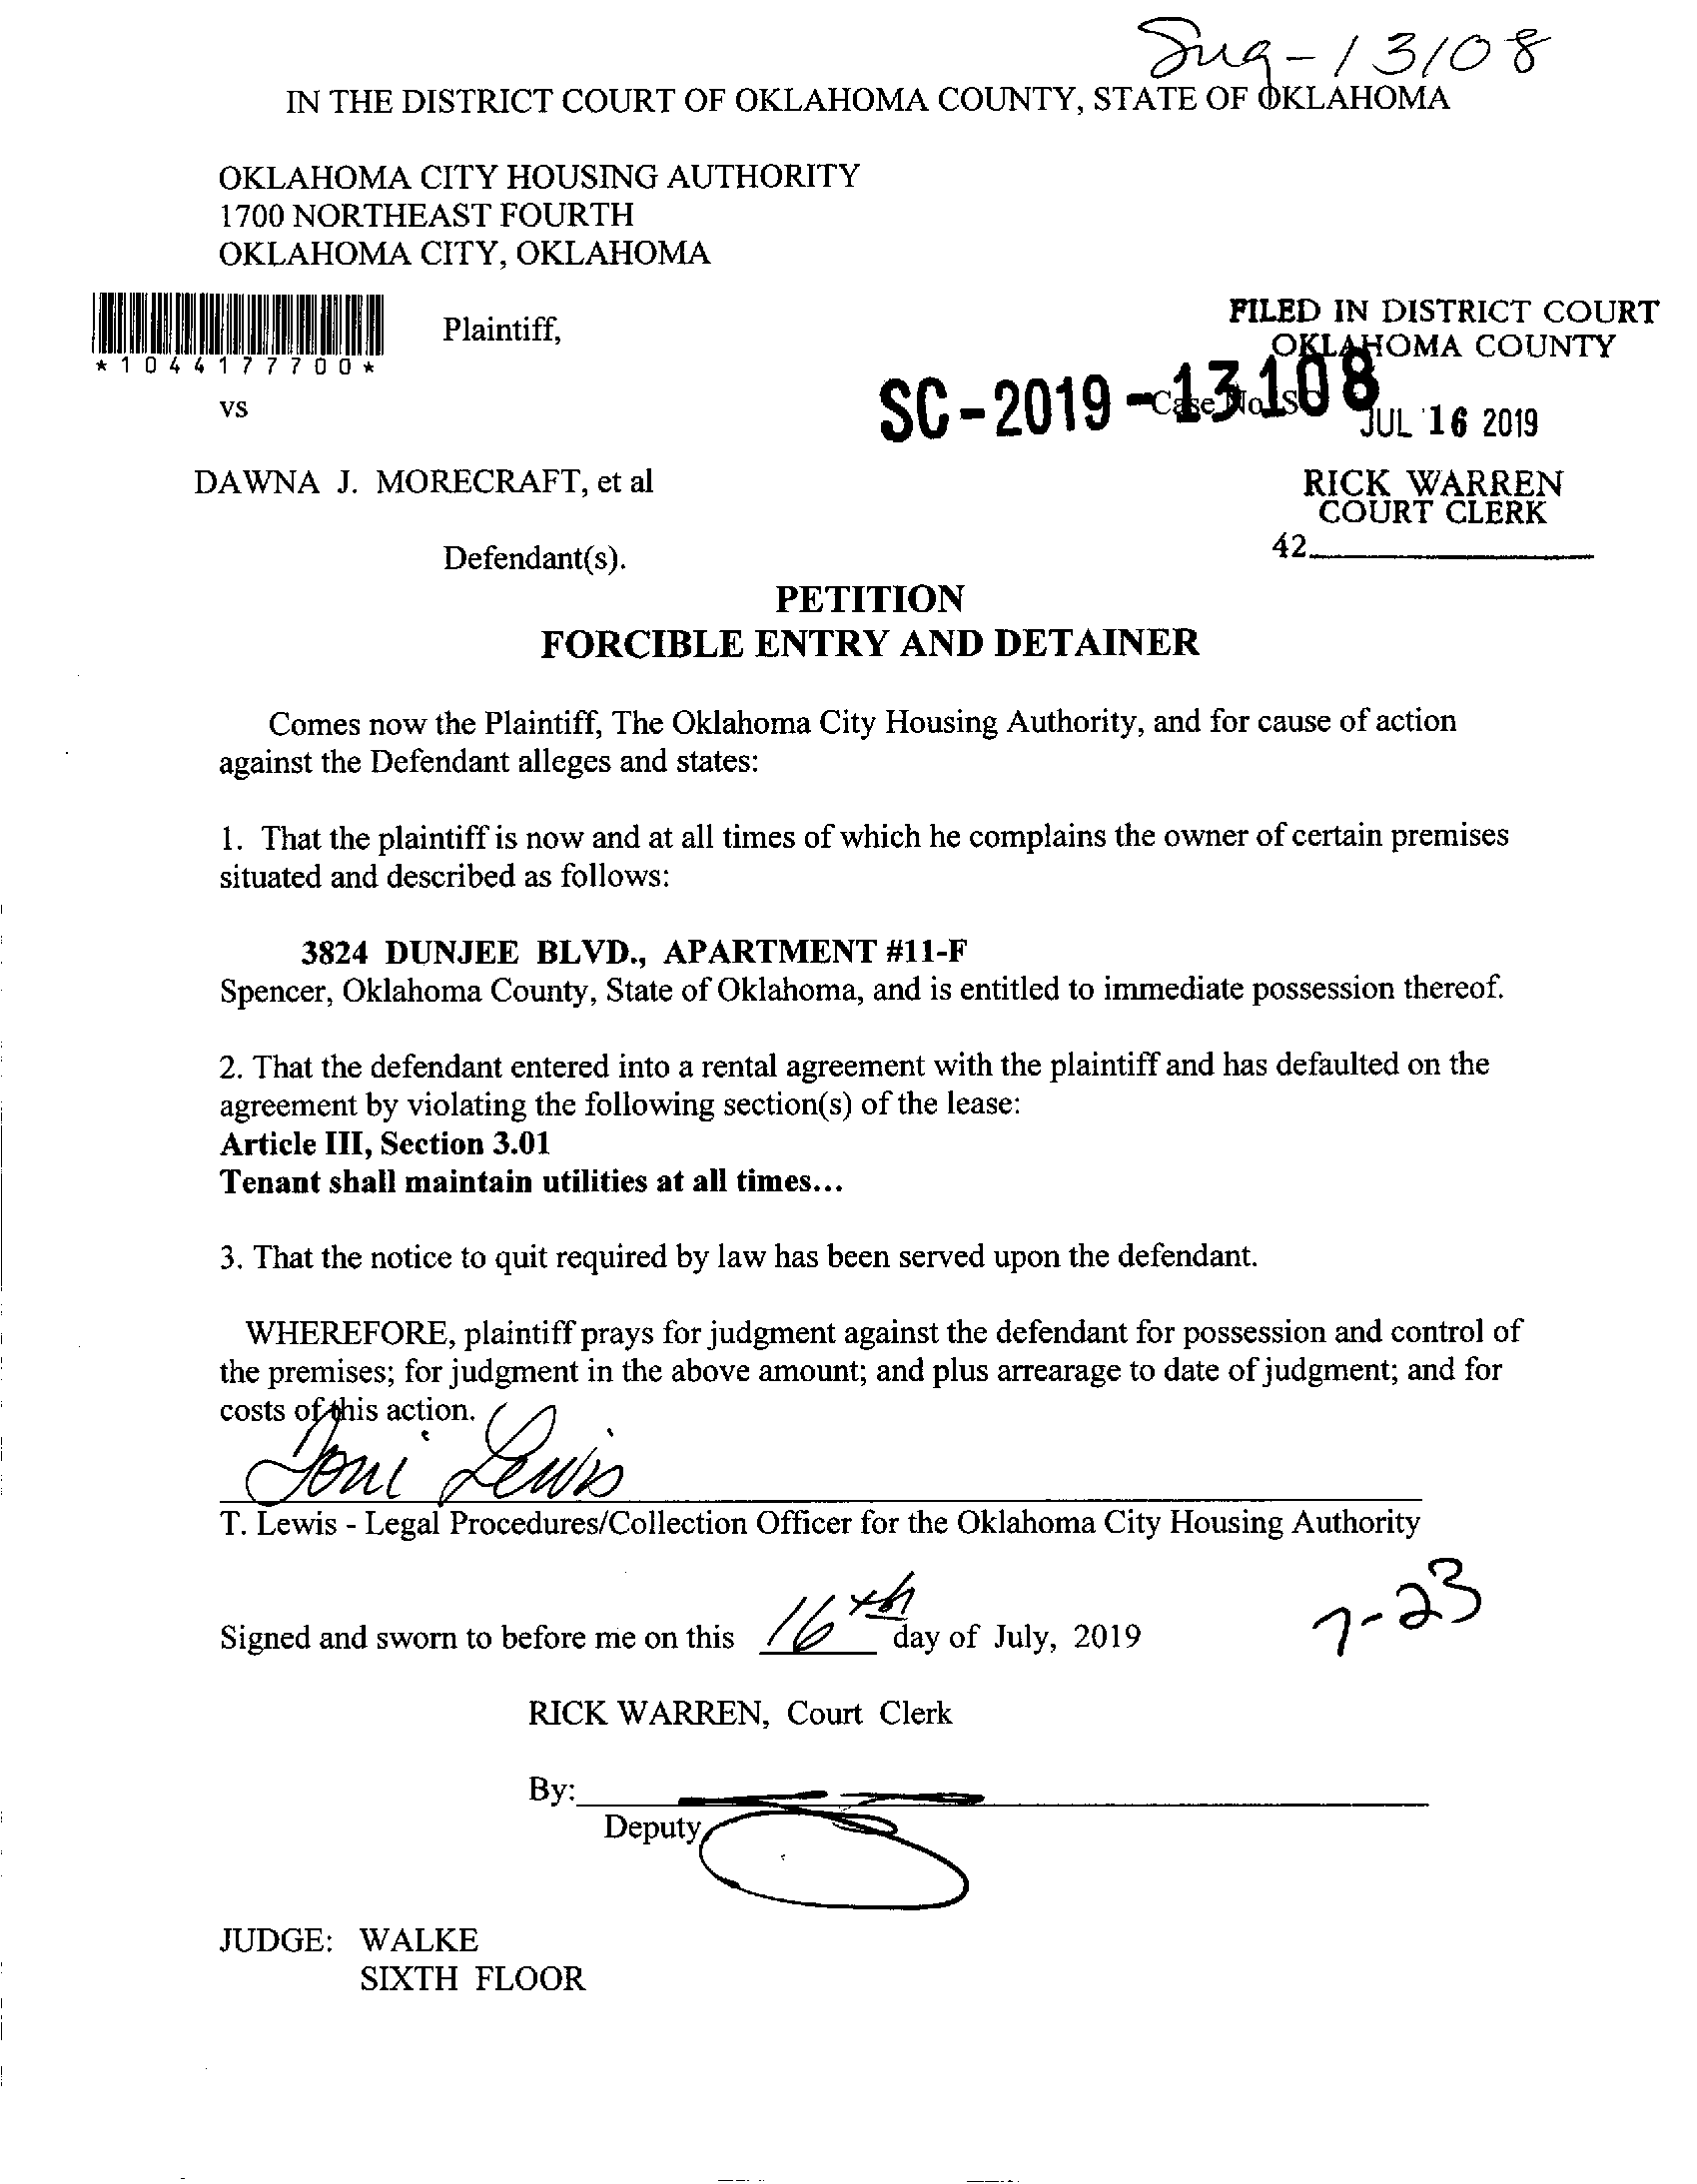 IN THE DISTRICT COURT OF OKLAHOMA COUNTY, STATE OF OKLAHOMA
OKLAHOMA CITY HOUSING AUTHORITY
1700 NORTHEAST FOURTH
OKLAHOMA CITY, OKLAHOMA
Plaintiff,
*1044177700*
FILED IN DISTRICT COURT
OKLAHOMA COUNTY
vs
SC-2019-13108
Case No. SC
JUL 16 2019
DAWNA J. MORECRAFT, et al
RICK WARREN
COURT CLERK
Defendant(s).
42
PETITION
FORCIBLE ENTRY AND DETAINER
Comes now the Plaintiff, The Oklahoma City Housing Authority, and for cause of action
against the Defendant alleges and states:
1. That the plaintiff is now and at all times of which he complains the owner of certain premises
situated and described as follows:
3824 DUNJEE BLVD., APARTMENT #11-F
Spencer, Oklahoma County, State of Oklahoma, and is entitled to immediate possession thereof.
2. That the defendant entered into a rental agreement with the plaintiff and has defaulted on the
agreement by violating the following section(s) of the lease:
Article III, Section 3.01
Tenant shall maintain utilities at all times...
3. That the notice to quit required by law has been served upon the defendant.
WHEREFORE, plaintiff prays for judgment against the defendant for possession and control of
the premises; for judgment in the above amount; and plus arrearage to date of judgment; and for
costs of this action.
Toni Lewis
T. Lewis - Legal Procedures/Collection Officer for the Oklahoma City Housing Authority
7-23
Signed and sworn to before me on this 16th day of July, 2019
RICK WARREN, Court Clerk
By:
Deputy
JUDGE: WALKE
SIXTH FLOOR